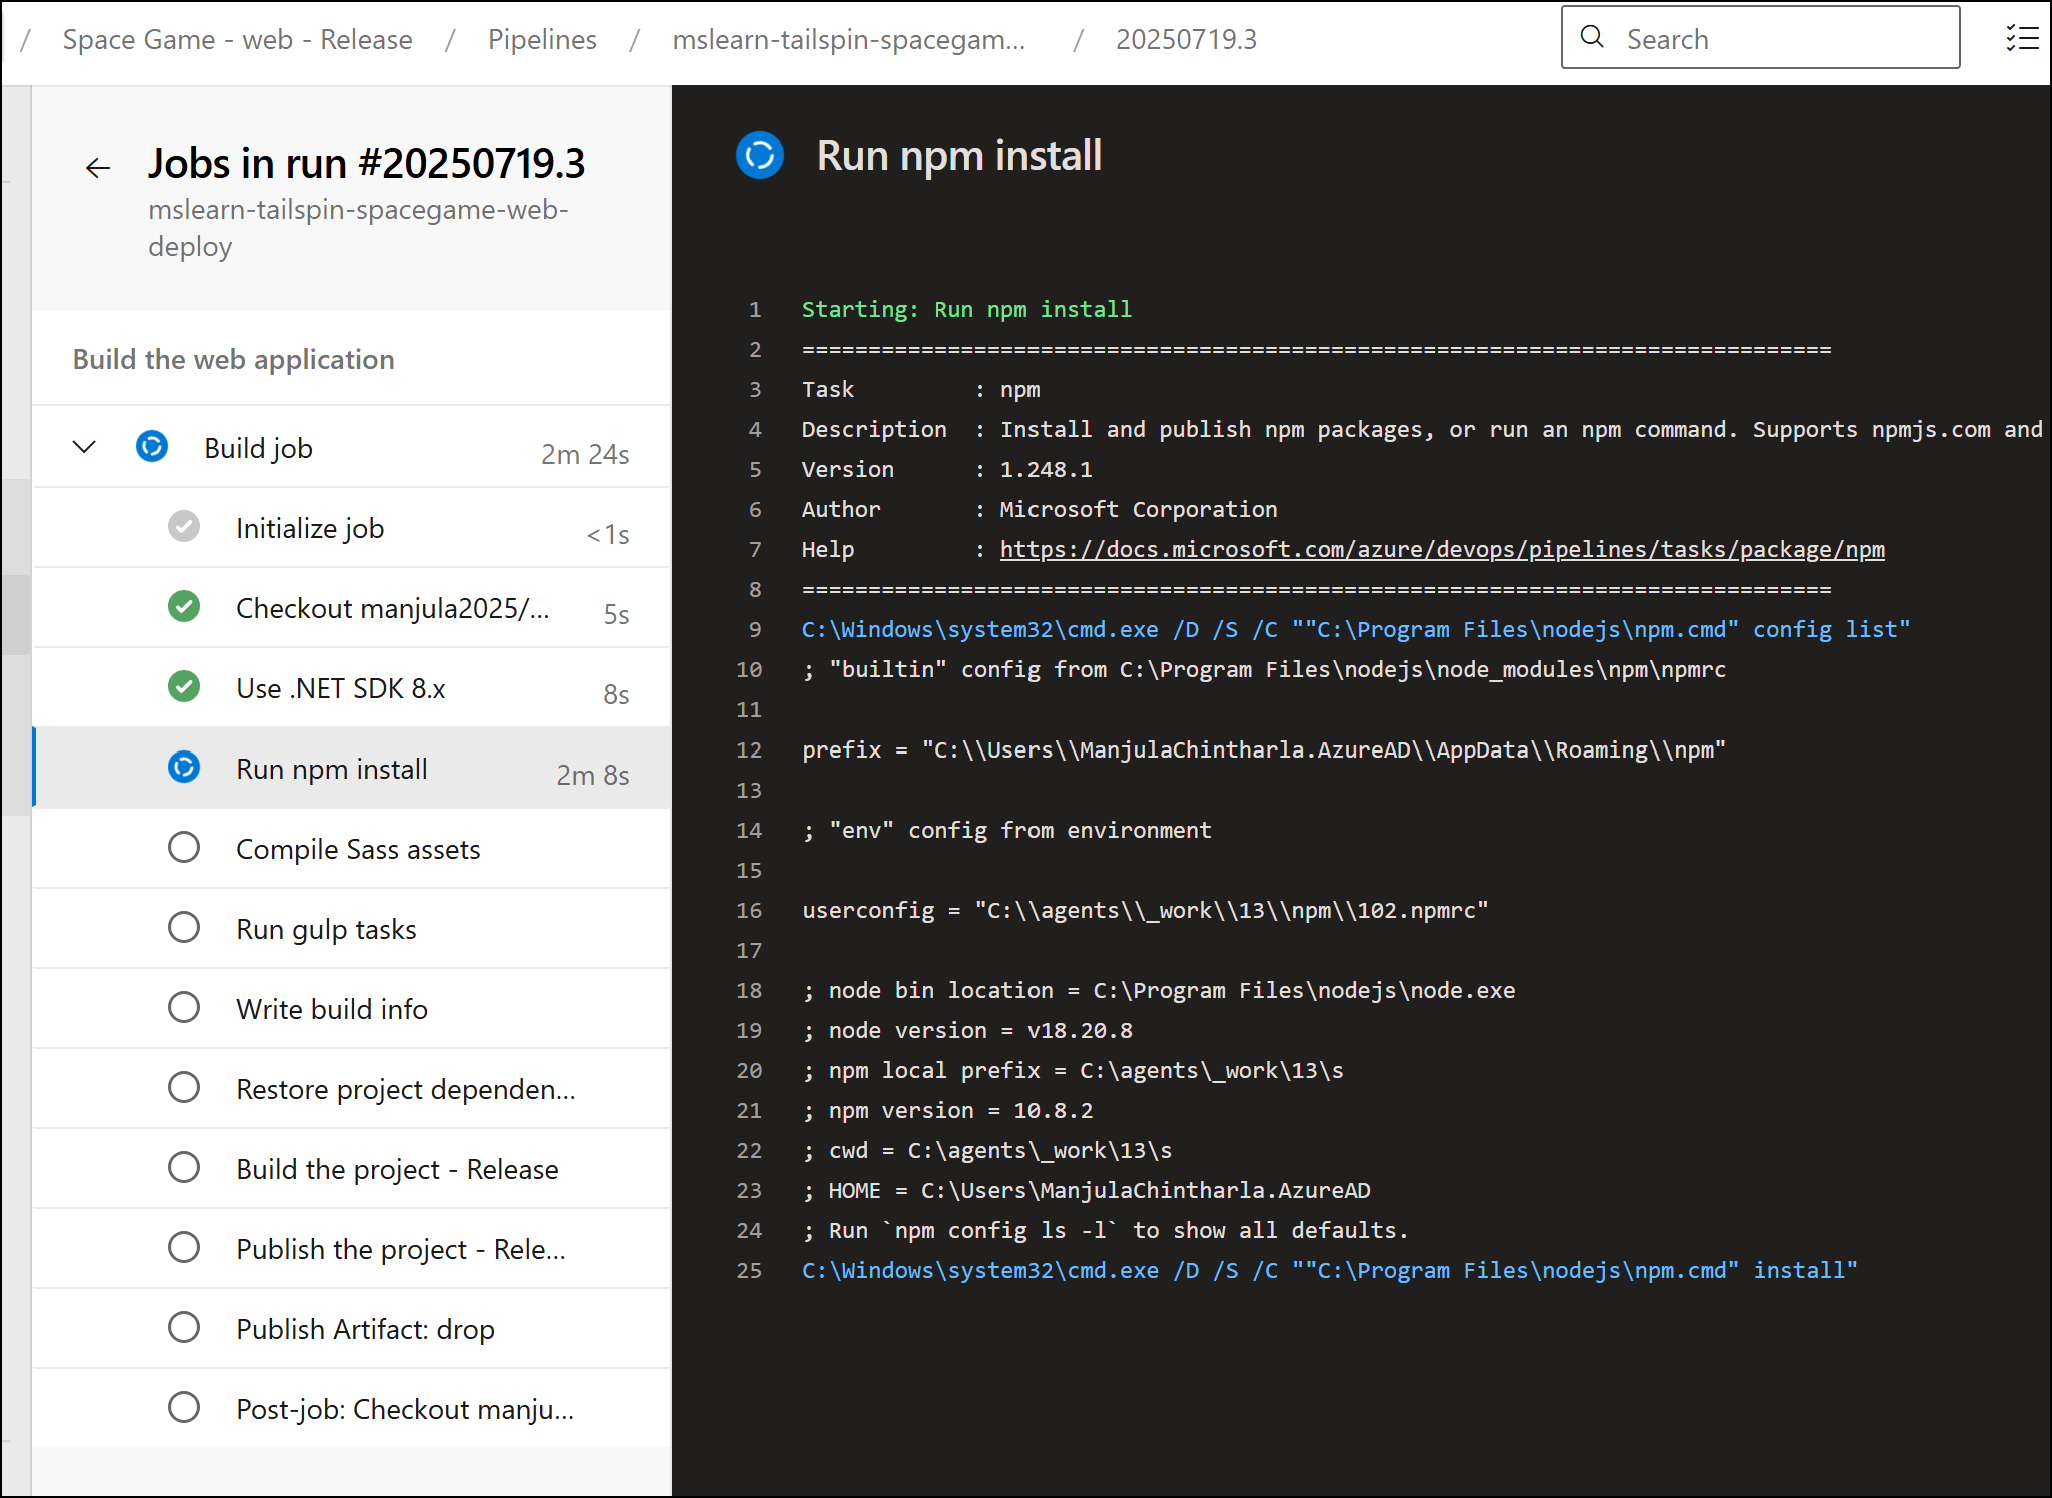 / Space Game - web - Release / Pipelines / mslearn-tailspin-spacegam... / 20250719.3
Search
Jobs in run #20250719.3
mslearn-tailspin-spacegame-web-
deploy
Build the web application
Build job 2m 24s
Initialize job <1s
Checkout manjula2025/... 5s
Use .NET SDK 8.x 8s
Run npm install 2m 8s
Compile Sass assets
Run gulp tasks
Write build info
Restore project dependen...
Build the project - Release
Publish the project - Rele...
Publish Artifact: drop
Post-job: Checkout manju...
Run npm install
1 Starting: Run npm install
2 ==============================================================================
3 Task         : npm
4 Description  : Install and publish npm packages, or run an npm command. Supports npmjs.com and
5 Version      : 1.248.1
6 Author       : Microsoft Corporation
7 Help         : https://docs.microsoft.com/azure/devops/pipelines/tasks/package/npm
8 ==============================================================================
9 C:\Windows\system32\cmd.exe /D /S /C ""C:\Program Files\nodejs\npm.cmd" config list"
10 ; "builtin" config from C:\Program Files\nodejs\node_modules\npm\npmrc
11
12 prefix = "C:\\Users\\ManjulaChintharla.AzureAD\\AppData\\Roaming\\npm"
13
14 ; "env" config from environment
15
16 userconfig = "C:\\agents\\_work\\13\\npm\\102.npmrc"
17
18 ; node bin location = C:\Program Files\nodejs\node.exe
19 ; node version = v18.20.8
20 ; npm local prefix = C:\agents\_work\13\s
21 ; npm version = 10.8.2
22 ; cwd = C:\agents\_work\13\s
23 ; HOME = C:\Users\ManjulaChintharla.AzureAD
24 ; Run `npm config ls -l` to show all defaults.
25 C:\Windows\system32\cmd.exe /D /S /C ""C:\Program Files\nodejs\npm.cmd" install"